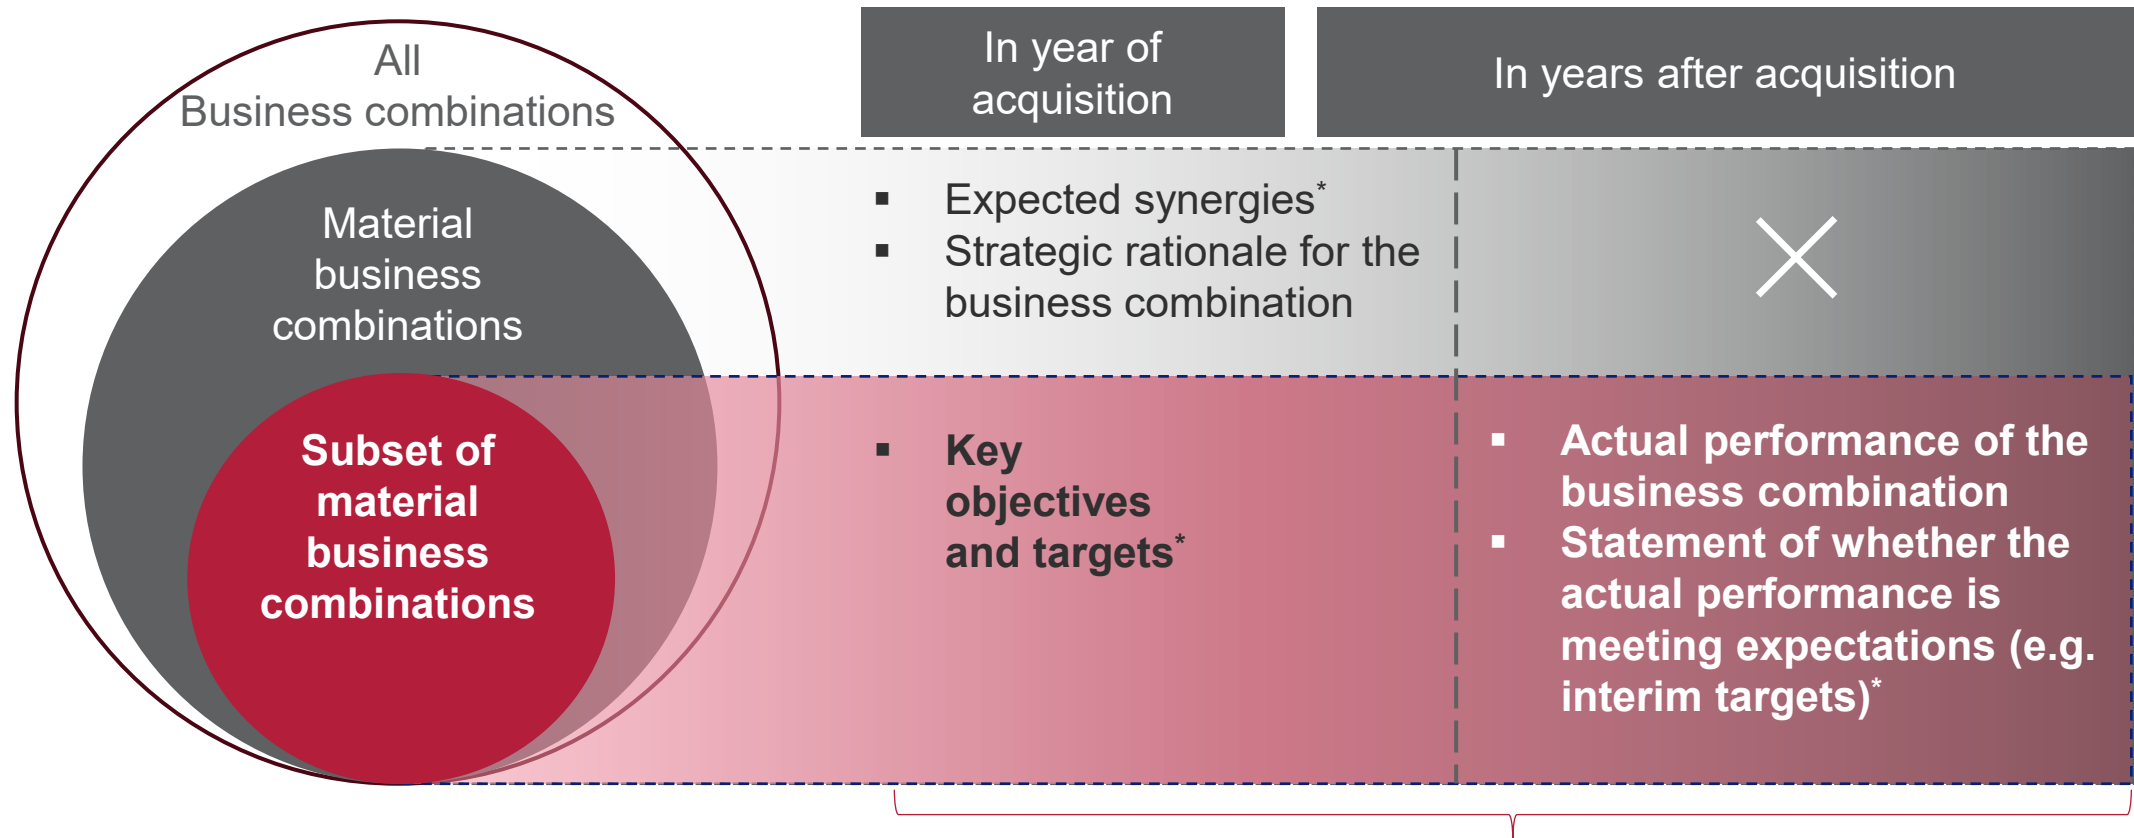 All
Business combinations
Material
business
combinations
Subset of
material
business
combinations
In year of
acquisition
In years after acquisition
▪ Expected synergies*
▪ Strategic rationale for the
business combination
▪ Key
objectives
and targets*
▪ Actual performance of the
business combination
▪ Statement of whether the
actual performance is
meeting expectations (e.g.
interim targets)*